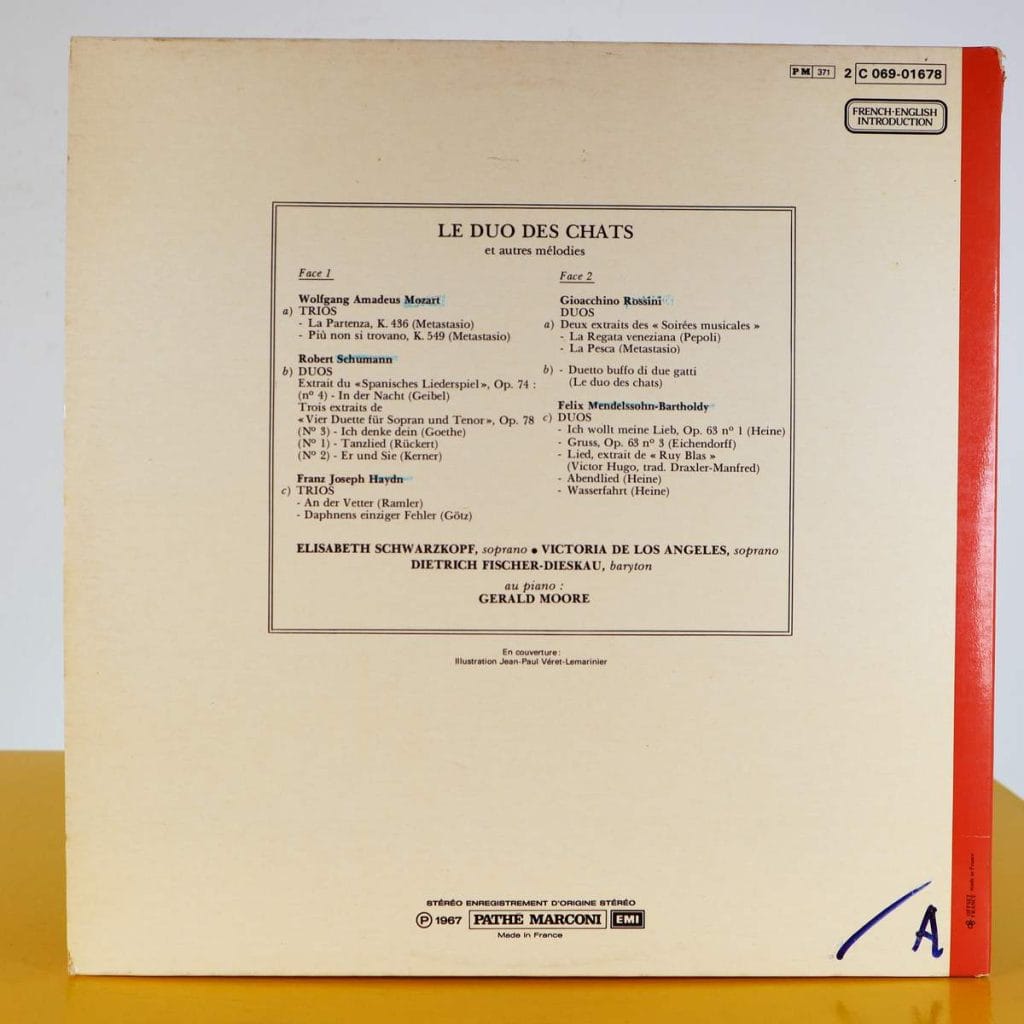 PM 371 2 C 069-01678
FRENCH-ENGLISH
INTRODUCTION
LE DUO DES CHATS
et autres mélodies
Face 1
Wolfgang Amadeus Mozart
a) TRIOS
- La Partenza, K. 436 (Metastasio)
- Più non si trovano, K. 549 (Metastasio)
Robert Schumann
b) DUOS
Extrait du «Spanisches Liederspiel», Op. 74 :
(nº 4) - In der Nacht (Geibel)
Trois extraits de
«Vier Duette für Sopran und Tenor», Op. 78
(Nº 3) - Ich denke dein (Goethe)
(Nº 1) - Tanzlied (Rückert)
(Nº 2) - Er und Sie (Kerner)
Franz Joseph Haydn
c) TRIOS
- An der Vetter (Ramler)
- Daphnens einziger Fehler (Götz)
Face 2
Gioacchino Rossini
DUOS
a) Deux extraits des « Soirées musicales »
- La Regata veneziana (Pepoli)
- La Pesca (Metastasio)
b) - Duetto buffo di due gatti
(Le duo des chats)
Felix Mendelssohn-Bartholdy
c) DUOS
- Ich wollt meine Lieb, Op. 63 nº 1 (Heine)
- Gruss, Op. 63 nº 3 (Eichendorff)
- Lied, extrait de « Ruy Blas »
(Victor Hugo, trad. Draxler-Manfred)
- Abendlied (Heine)
- Wasserfahrt (Heine)
ELISABETH SCHWARZKOPF, soprano • VICTORIA DE LOS ANGELES, soprano
DIETRICH FISCHER-DIESKAU, baryton
au piano :
GERALD MOORE
En couverture :
Illustration Jean-Paul Véret-Lemarinier
STÉRÉO ENREGISTREMENT D'ORIGINE STÉRÉO
℗ 1967 PATHÉ MARCONI EMI
Made in France
A
OFFSET made in France
FRANCE